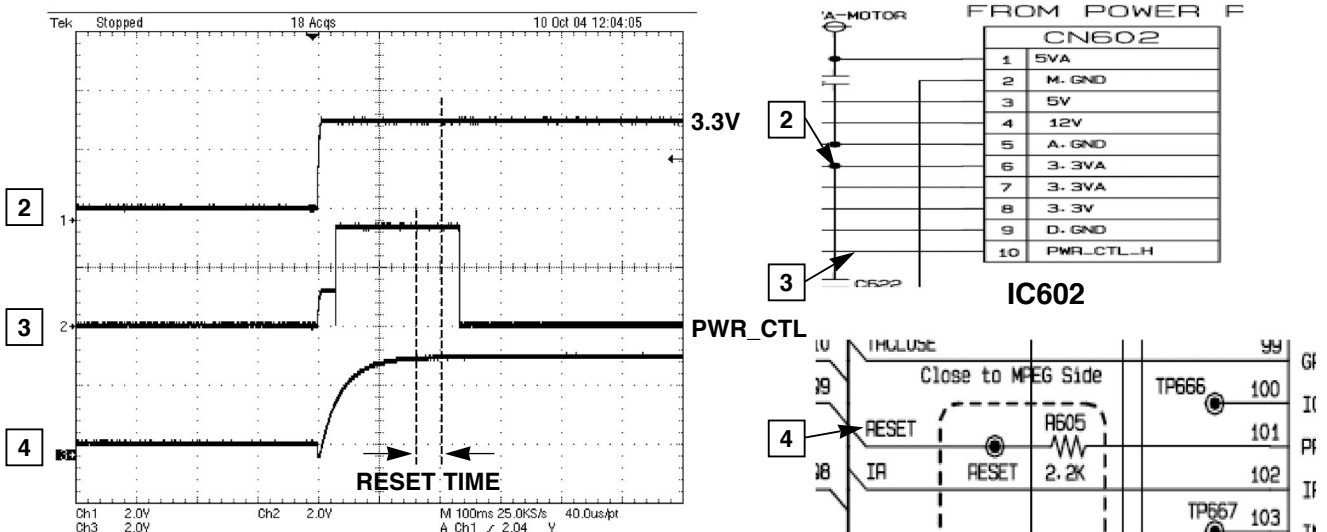 Tek Stopped 18 Acqs 10 Oct 04 12:04:05
3.3V
2
1
3
2
PWR_CTL
4
RESET TIME
Ch1 2.0V Ch2 2.0V M 100ms 25.0KS/s 40.0us/pt
Ch3 2.0V A Ch1 2.04 V
A-MOTOR FROM POWER
CN602
1 5VA
2 M.GND
3 5V
2
4 12V
5 A.GND
6 3.3VA
7 3.3VA
8 3.3V
9 D.GND
10 PWR_CTL_H
3
C622
IC602
99
Close to MPEG Side
TP666 100
4 RESET R605 101
RESET 2.2K
IR 102
TP667 103